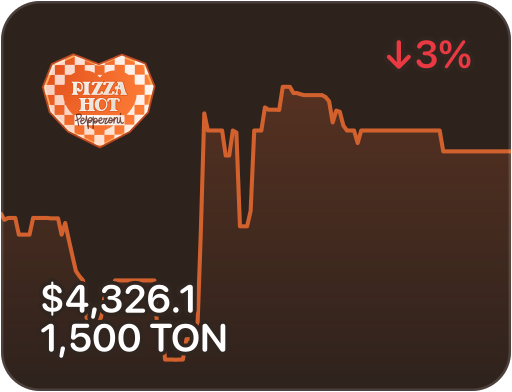 ↓3%
PIZZA
HOT
Pepperoni
$4,326.1
1,500 TON